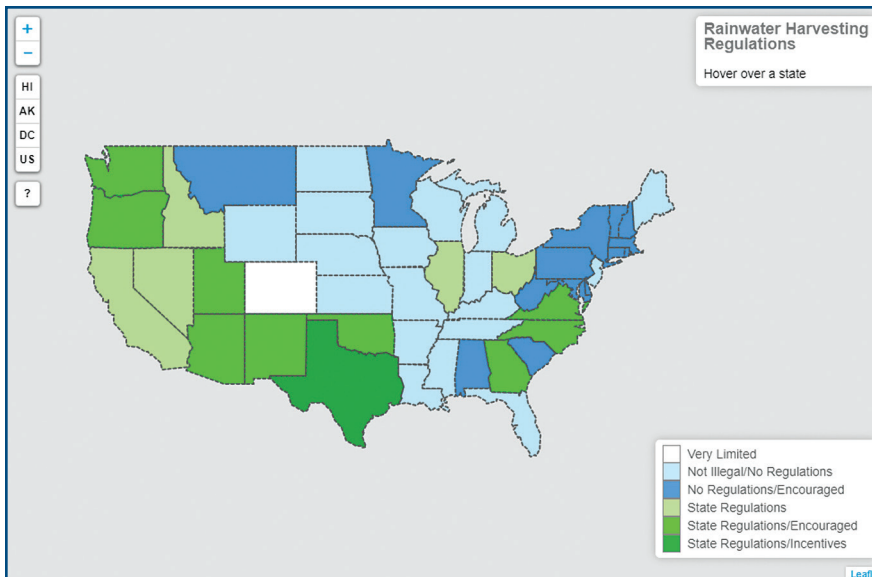 +
−
HI
AK
DC
US
?
Rainwater Harvesting
Regulations
Hover over a state
Very Limited
Not Illegal/No Regulations
No Regulations/Encouraged
State Regulations
State Regulations/Encouraged
State Regulations/Incentives